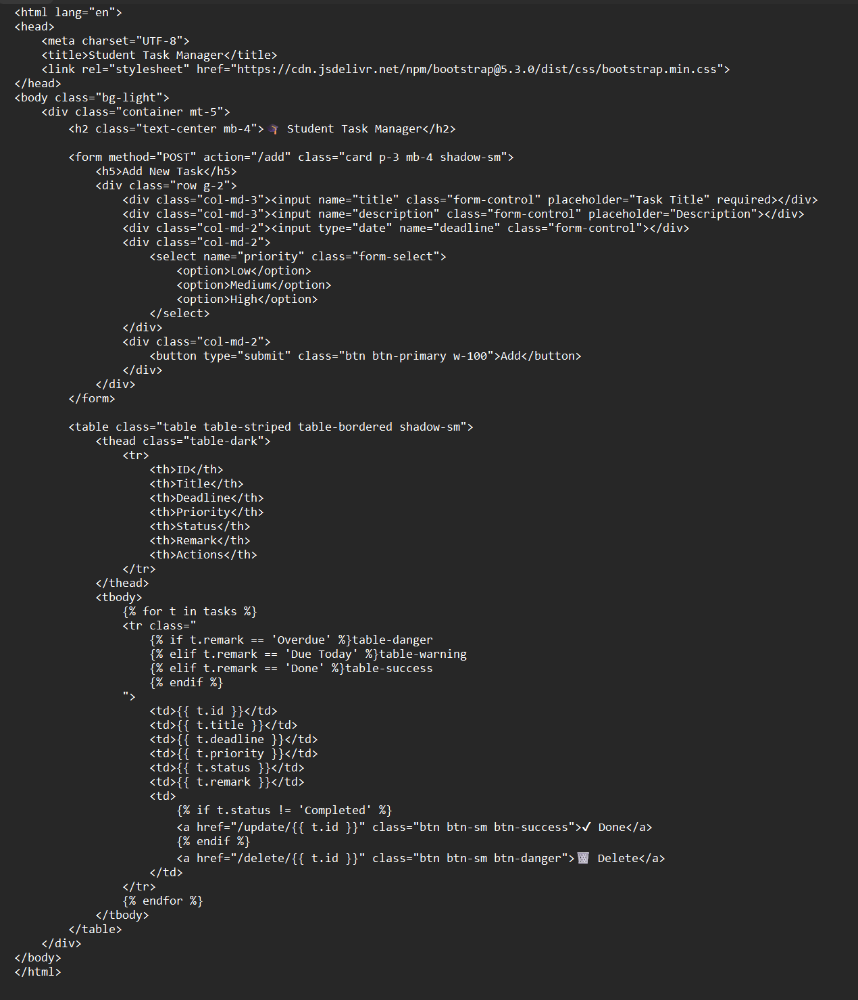 <html lang="en">
<head>
    <meta charset="UTF-8">
    <title>Student Task Manager</title>
    <link rel="stylesheet" href="https://cdn.jsdelivr.net/npm/bootstrap@5.3.0/dist/css/bootstrap.min.css">
</head>
<body class="bg-light">
    <div class="container mt-5">
        <h2 class="text-center mb-4">🎓 Student Task Manager</h2>

        <form method="POST" action="/add" class="card p-3 mb-4 shadow-sm">
            <h5>Add New Task</h5>
            <div class="row g-2">
                <div class="col-md-3"><input name="title" class="form-control" placeholder="Task Title" required></div>
                <div class="col-md-3"><input name="description" class="form-control" placeholder="Description"></div>
                <div class="col-md-2"><input type="date" name="deadline" class="form-control"></div>
                <div class="col-md-2">
                    <select name="priority" class="form-select">
                        <option>Low</option>
                        <option>Medium</option>
                        <option>High</option>
                    </select>
                </div>
                <div class="col-md-2">
                    <button type="submit" class="btn btn-primary w-100">Add</button>
                </div>
            </div>
        </form>

        <table class="table table-striped table-bordered shadow-sm">
            <thead class="table-dark">
                <tr>
                    <th>ID</th>
                    <th>Title</th>
                    <th>Deadline</th>
                    <th>Priority</th>
                    <th>Status</th>
                    <th>Remark</th>
                    <th>Actions</th>
                </tr>
            </thead>
            <tbody>
                {% for t in tasks %}
                <tr class="
                    {% if t.remark == 'Overdue' %}table-danger
                    {% elif t.remark == 'Due Today' %}table-warning
                    {% elif t.remark == 'Done' %}table-success
                    {% endif %}
                ">
                    <td>{{ t.id }}</td>
                    <td>{{ t.title }}</td>
                    <td>{{ t.deadline }}</td>
                    <td>{{ t.priority }}</td>
                    <td>{{ t.status }}</td>
                    <td>{{ t.remark }}</td>
                    <td>
                        {% if t.status != 'Completed' %}
                        <a href="/update/{{ t.id }}" class="btn btn-sm btn-success">✔ Done</a>
                        {% endif %}
                        <a href="/delete/{{ t.id }}" class="btn btn-sm btn-danger">🗑 Delete</a>
                    </td>
                </tr>
                {% endfor %}
            </tbody>
        </table>
    </div>
</body>
</html>